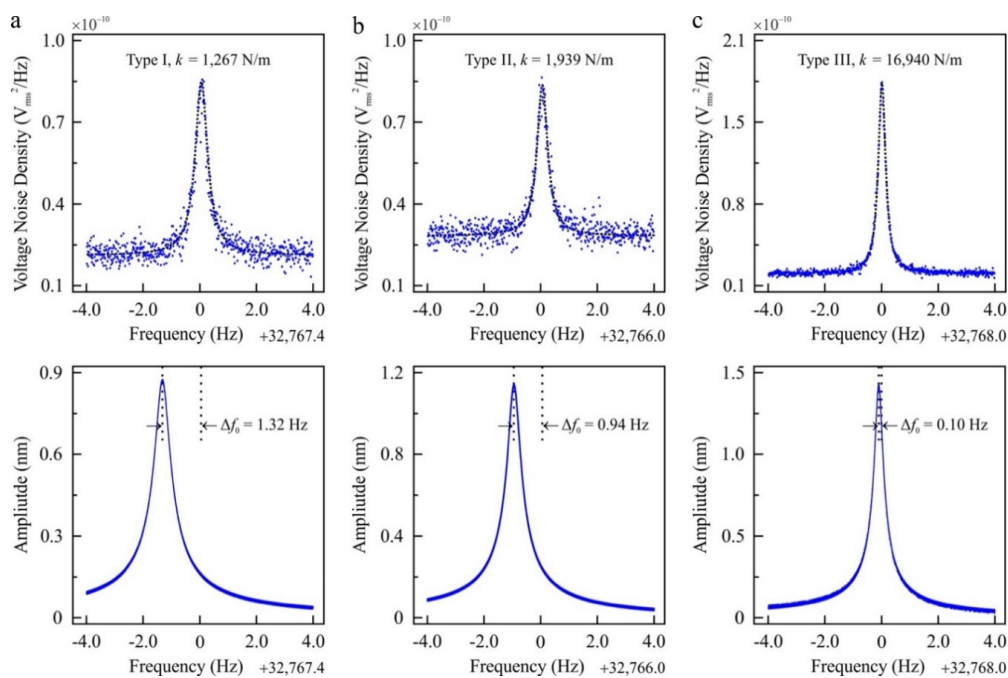 a
×10⁻¹⁰
Voltage Noise Density (Vrms²/Hz)
1.0
0.7
0.4
0.1
Type I, k = 1,267 N/m
-4.0 -2.0 0 2.0 4.0
Frequency (Hz) +32,767.4
b
×10⁻¹⁰
Voltage Noise Density (Vrms²/Hz)
1.0
0.7
0.4
0.1
Type II, k = 1,939 N/m
-4.0 -2.0 0 2.0 4.0
Frequency (Hz) +32,766.0
c
×10⁻¹⁰
Voltage Noise Density (Vrms²/Hz)
2.1
1.5
0.8
0.1
Type III, k = 16,940 N/m
-4.0 -2.0 0 2.0 4.0
Frequency (Hz) +32,768.0
Ampliutde (nm)
0.9
0.6
0.3
0
Δf₀ = 1.32 Hz
-4.0 -2.0 0 2.0 4.0
Frequency (Hz) +32,767.4
Ampliutde (nm)
1.2
0.8
0.4
0
Δf₀ = 0.94 Hz
-4.0 -2.0 0 2.0 4.0
Frequency (Hz) +32,766.0
Ampliutde (nm)
1.5
1.0
0.5
0
Δf₀ = 0.10 Hz
-4.0 -2.0 0 2.0 4.0
Frequency (Hz) +32,768.0